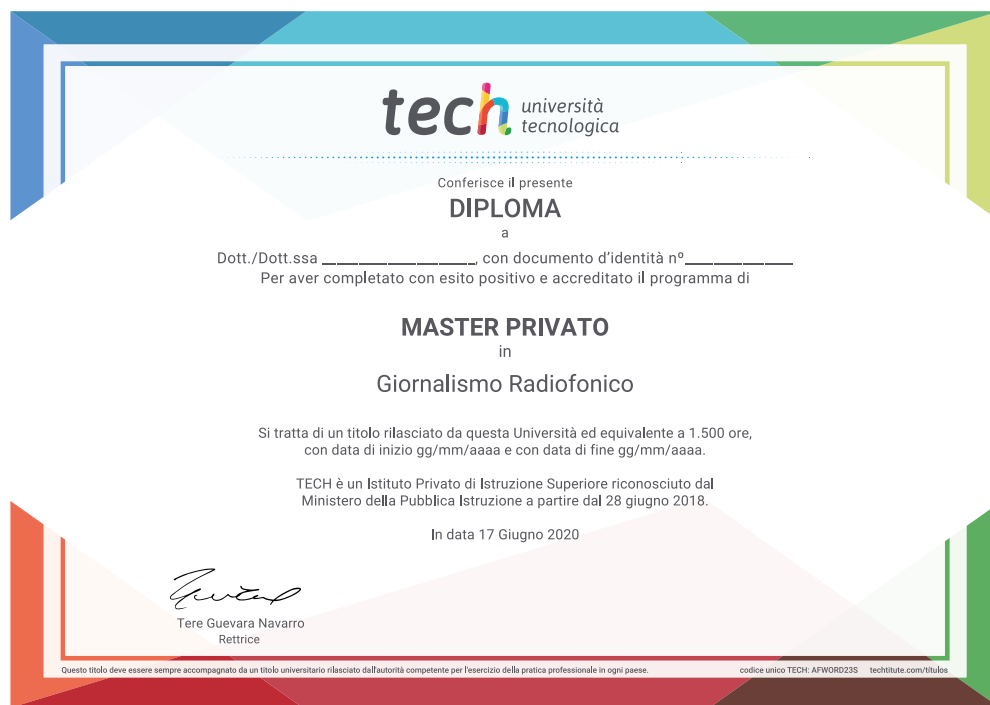 tech università
tecnologica
Conferisce il presente
DIPLOMA
a
Dott./Dott.ssa ____________________, con documento d'identità nº______________
Per aver completato con esito positivo e accreditato il programma di
MASTER PRIVATO
in
Giornalismo Radiofonico
Si tratta di un titolo rilasciato da questa Università ed equivalente a 1.500 ore,
con data di inizio gg/mm/aaaa e con data di fine gg/mm/aaaa.
TECH è un Istituto Privato di Istruzione Superiore riconosciuto dal
Ministero della Pubblica Istruzione a partire dal 28 giugno 2018.
In data 17 Giugno 2020
Tere Guevara Navarro
Rettrice
Questo titolo deve essere sempre accompagnato da un titolo universitario rilasciato dall'autorità competente per l'esercizio della pratica professionale in ogni paese.
codice unico TECH: AFWORD23S techtitute.com/titulos